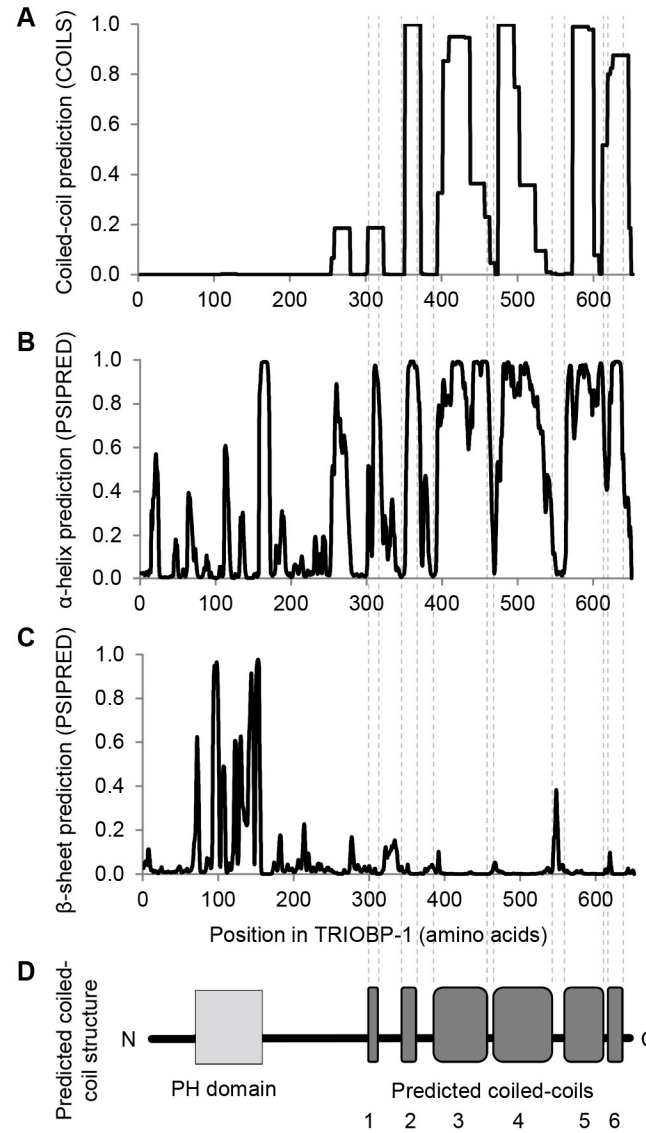 A
Coiled-coil prediction (COILS)
1.0
0.8
0.6
0.4
0.2
0.0
0 100 200 300 400 500 600
B
α-helix prediction (PSIPRED)
1.0
0.8
0.6
0.4
0.2
0.0
0 100 200 300 400 500 600
C
β-sheet prediction (PSIPRED)
1.0
0.8
0.6
0.4
0.2
0.0
0 100 200 300 400 500 600
Position in TRIOBP-1 (amino acids)
D
Predicted coiled-
coil structure
N
PH domain
Predicted coiled-coils
1 2 3 4 5 6